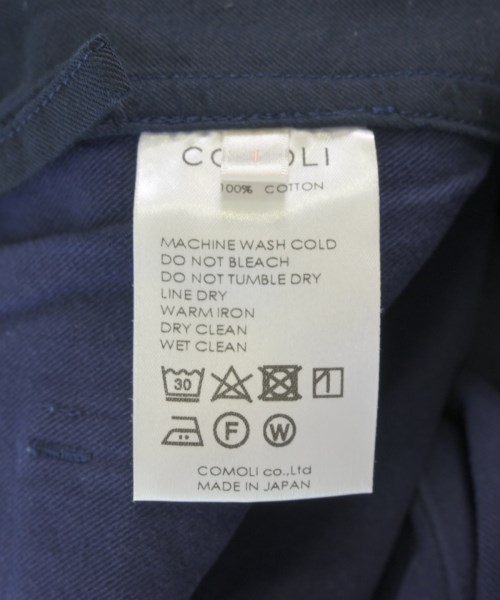 COMOLI
100% COTTON
MACHINE WASH COLD
DO NOT BLEACH
DO NOT TUMBLE DRY
LINE DRY
WARM IRON
DRY CLEAN
WET CLEAN
30
F W
COMOLI co.,Ltd
MADE IN JAPAN